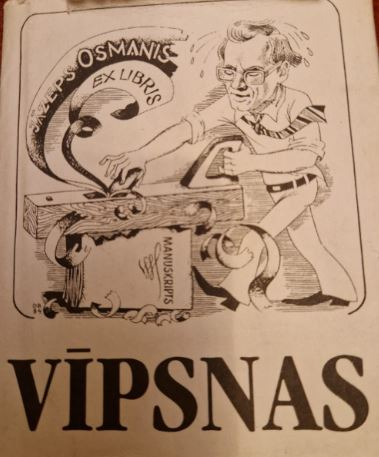 JĀZEPS OSMANIS
EX LIBRIS
MANUSKRIPTS
VĪPSNAS